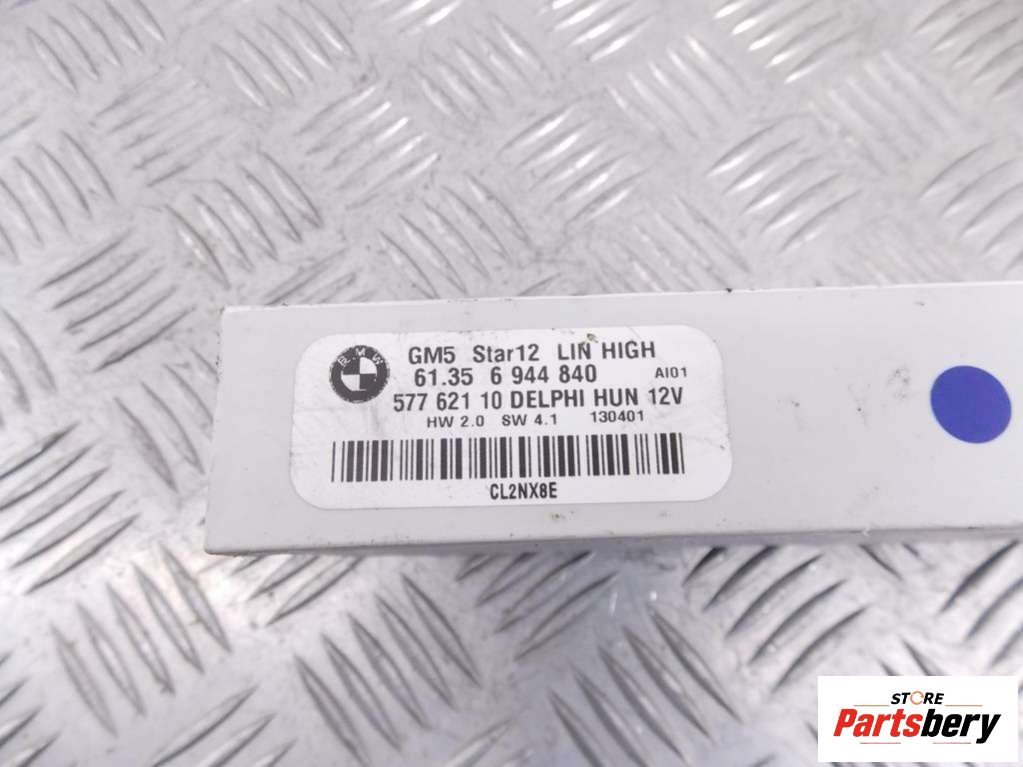 BMW
GM5 Star12 LIN HIGH
61.35 6 944 840 AI01
577 621 10 DELPHI HUN 12V
HW 2.0 SW 4.1 130401
CL2NX8E
STORE
Partsbery